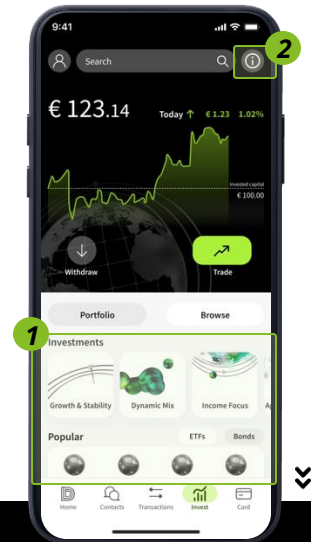 9:41
2
Search
€ 123.14
Today ↑ € 1.23 1.02%
Invested capital
€ 100.00
Withdraw
Trade
Portfolio
Browse
1
Investments
Growth & Stability
Dynamic Mix
Income Focus
Popular
ETFs
Bonds
Home
Contacts
Transactions
Invest
Card